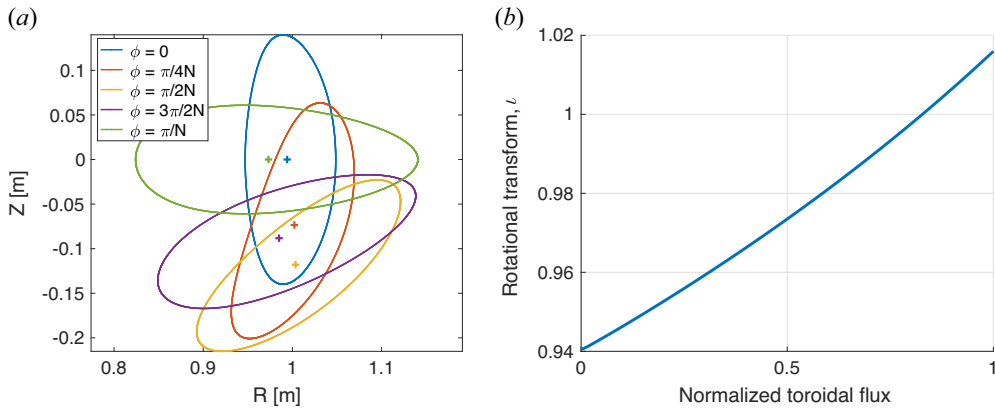 (a)
0.1
0.05
0
-0.05
-0.1
-0.15
-0.2
Z [m]
ϕ = 0
ϕ = π/4N
ϕ = π/2N
ϕ = 3π/2N
ϕ = π/N
0.8 0.9 1 1.1
R [m]
(b)
1.02
1
0.98
0.96
0.94
Rotational transform, ι
0 0.5 1
Normalized toroidal flux